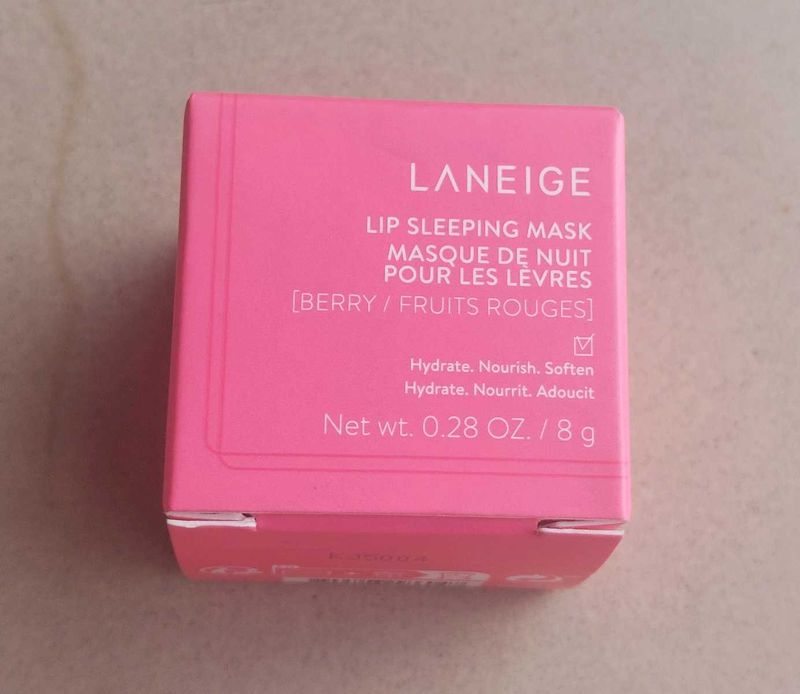 LANEIGE
LIP SLEEPING MASK
MASQUE DE NUIT
POUR LES LÈVRES
[BERRY / FRUITS ROUGES]
Hydrate. Nourish. Soften
Hydrate. Nourrit. Adoucit
Net wt. 0.28 OZ. / 8 g